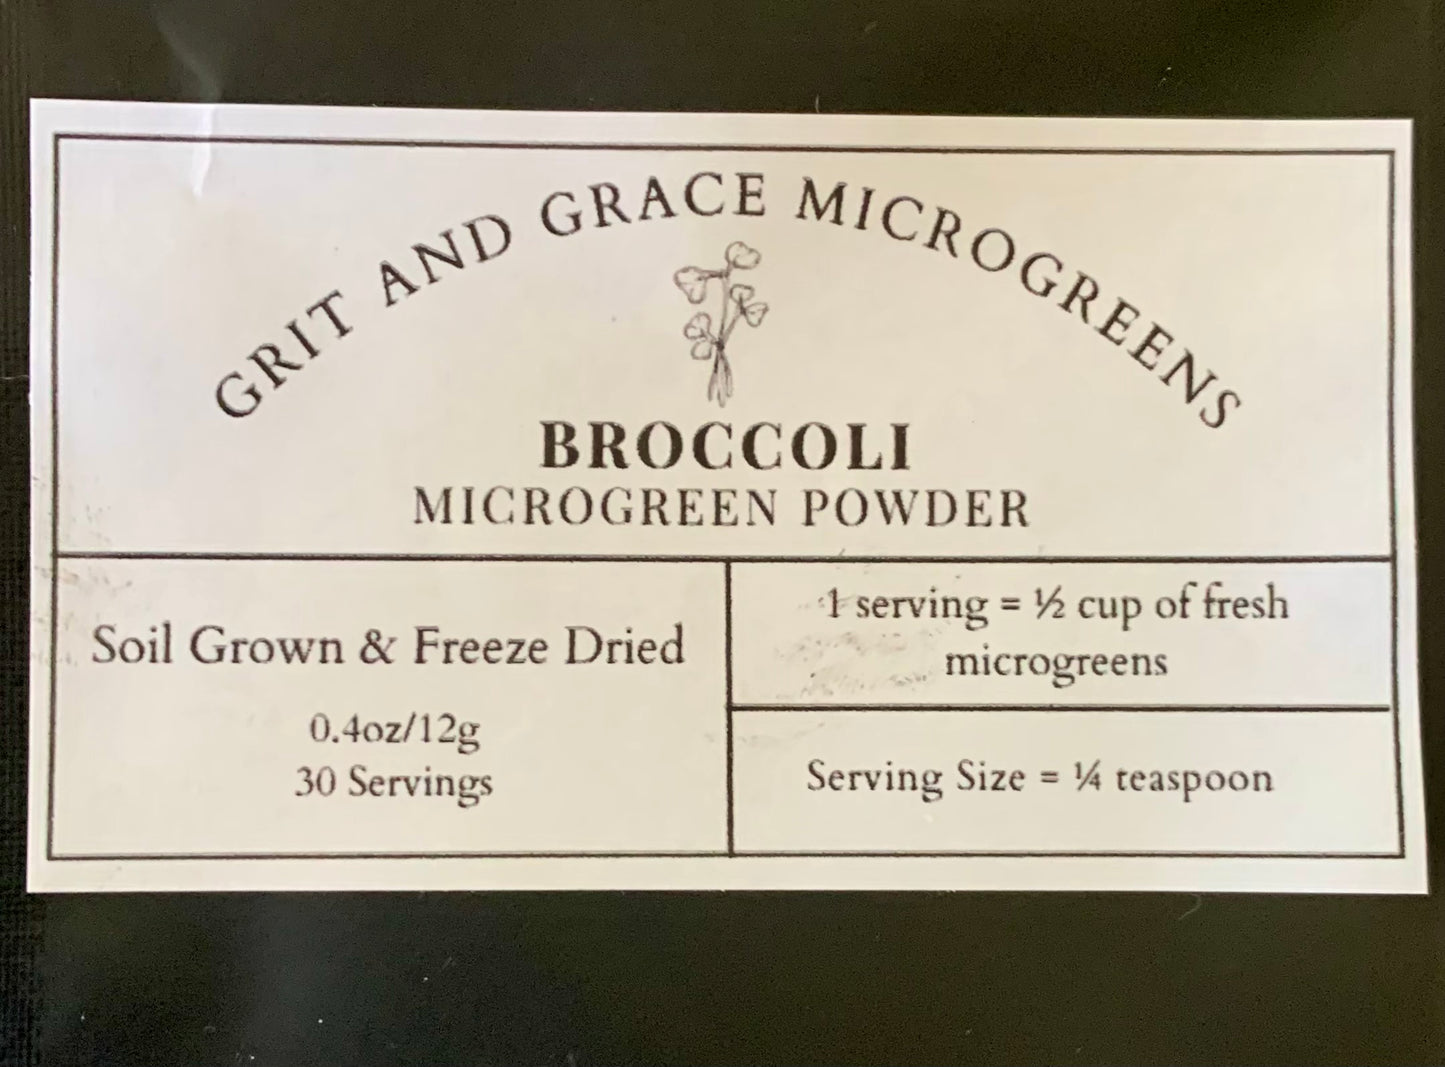 GRIT AND GRACE MICROGREENS
BROCCOLI
MICROGREEN POWDER
Soil Grown & Freeze Dried
0.4oz/12g
30 Servings
1 serving = ½ cup of fresh
microgreens
Serving Size = ¼ teaspoon